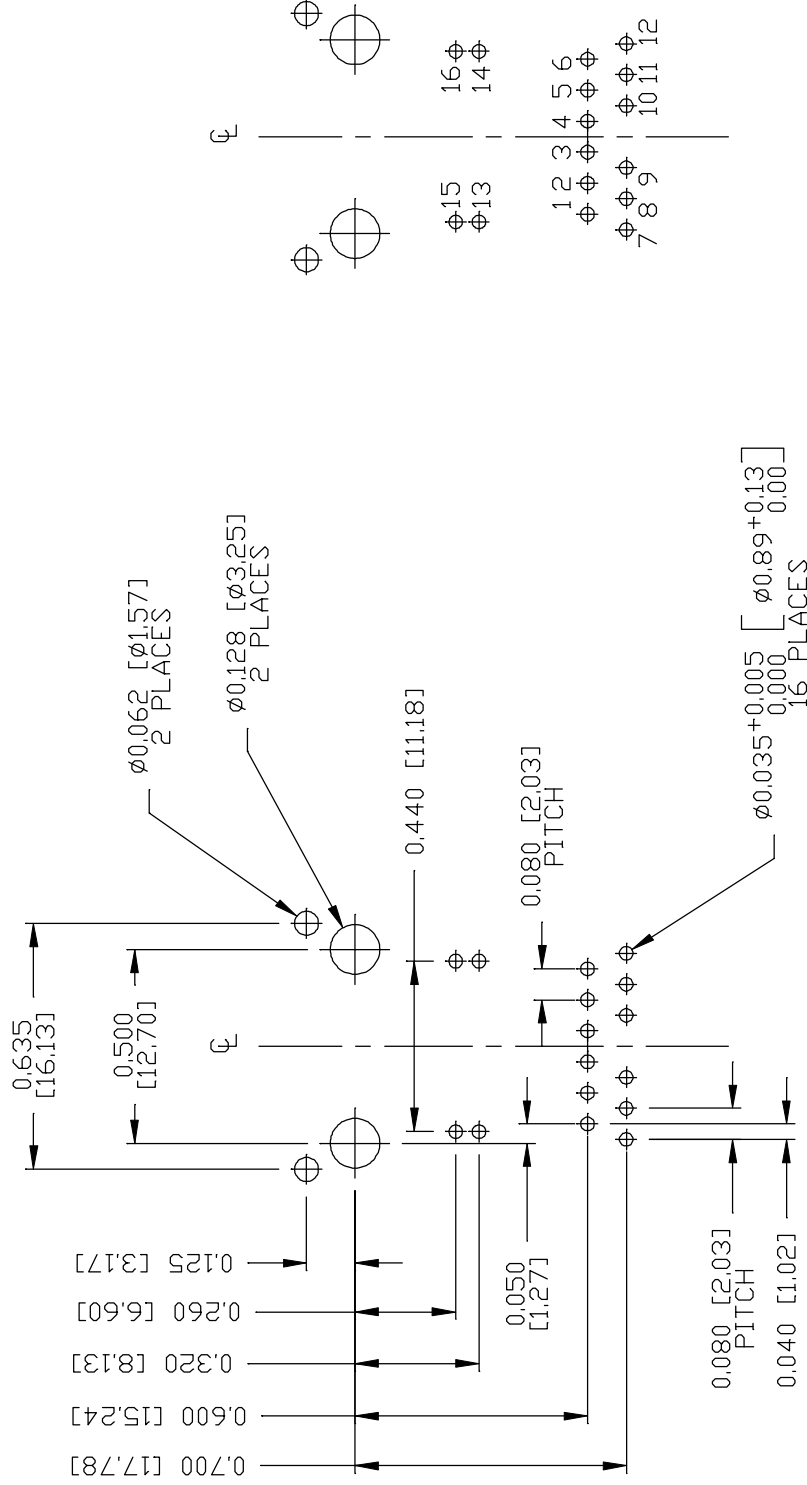 ℄
16
14
15
13
1 2 3 4 5 6
7 8 9 10 11 12
0.635
[16.13]
0.500
[12.70]
℄
ø0.062 [ø1.57]
2 PLACES
ø0.128 [ø3.25]
2 PLACES
0.440 [11.18]
0.080 [2.03]
PITCH
ø0.035+0.005 [ø0.89+0.13]
0.000 0.00
16 PLACES
0.125 [3.17]
0.260 [6.60]
0.320 [8.13]
0.600 [15.24]
0.700 [17.78]
0.050
[1.27]
0.080 [2.03]
PITCH
0.040 [1.02]